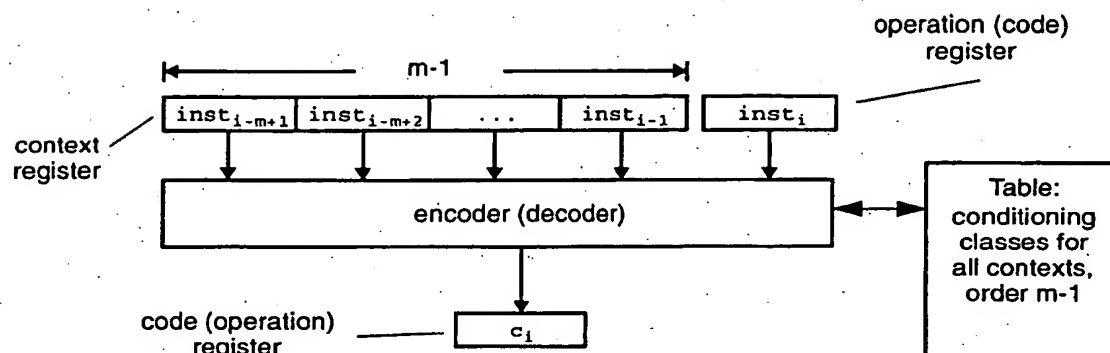 operation (code)
register
m-1
inst_{i-m+1} inst_{i-m+2} ... inst_{i-1} inst_i
context
register
encoder (decoder)
Table:
conditioning
classes for
all contexts,
order m-1
code (operation)
register
c_i